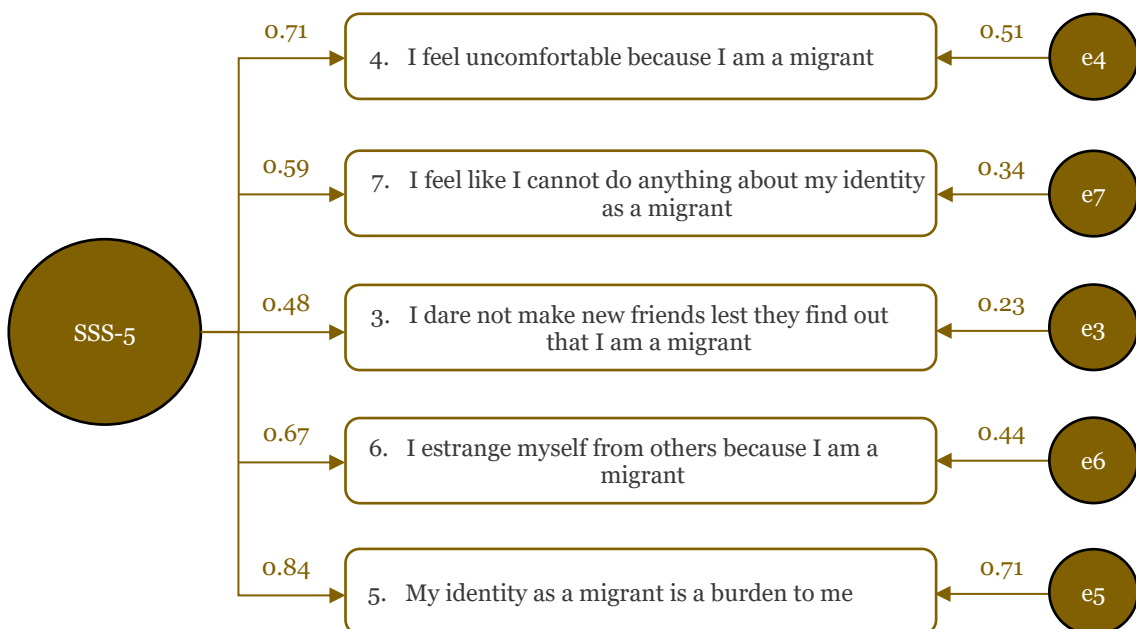 0.71
4. I feel uncomfortable because I am a migrant
0.51
e4
0.59
7. I feel like I cannot do anything about my identity
as a migrant
0.34
e7
SSS-5
0.48
3. I dare not make new friends lest they find out
that I am a migrant
0.23
e3
0.67
6. I estrange myself from others because I am a
migrant
0.44
e6
0.84
5. My identity as a migrant is a burden to me
0.71
e5